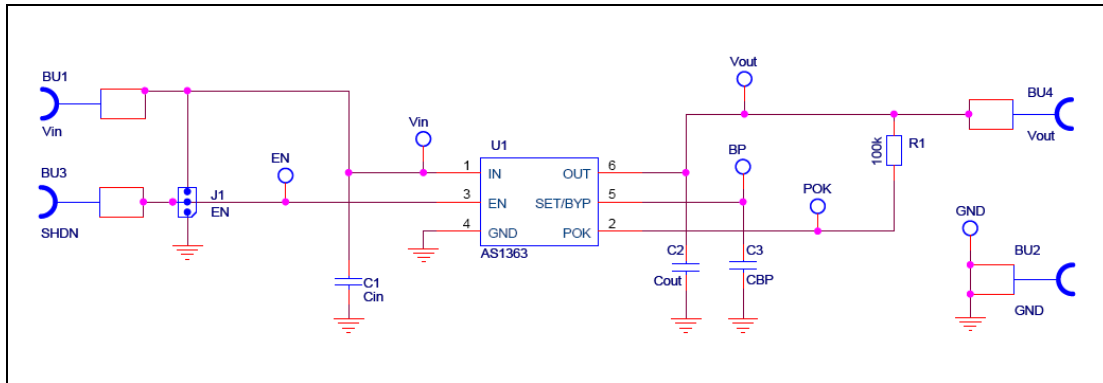 BU1
Vin
BU3
SHDN
J1
EN
EN
Vin
C1
Cin
U1
1 IN OUT 6
3 EN SET/BYP 5
4 GND POK 2
AS1363
Vout
BP
POK
C2
Cout
C3
CBP
100k
R1
BU4
Vout
GND
BU2
GND